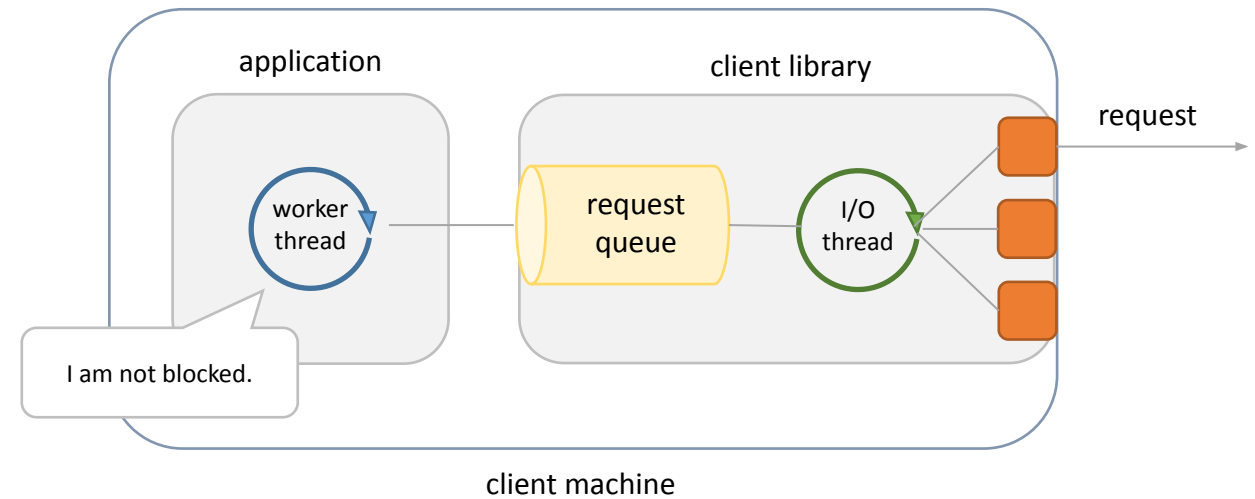 application
client library
request
worker
thread
request
queue
I/O
thread
I am not blocked.
client machine